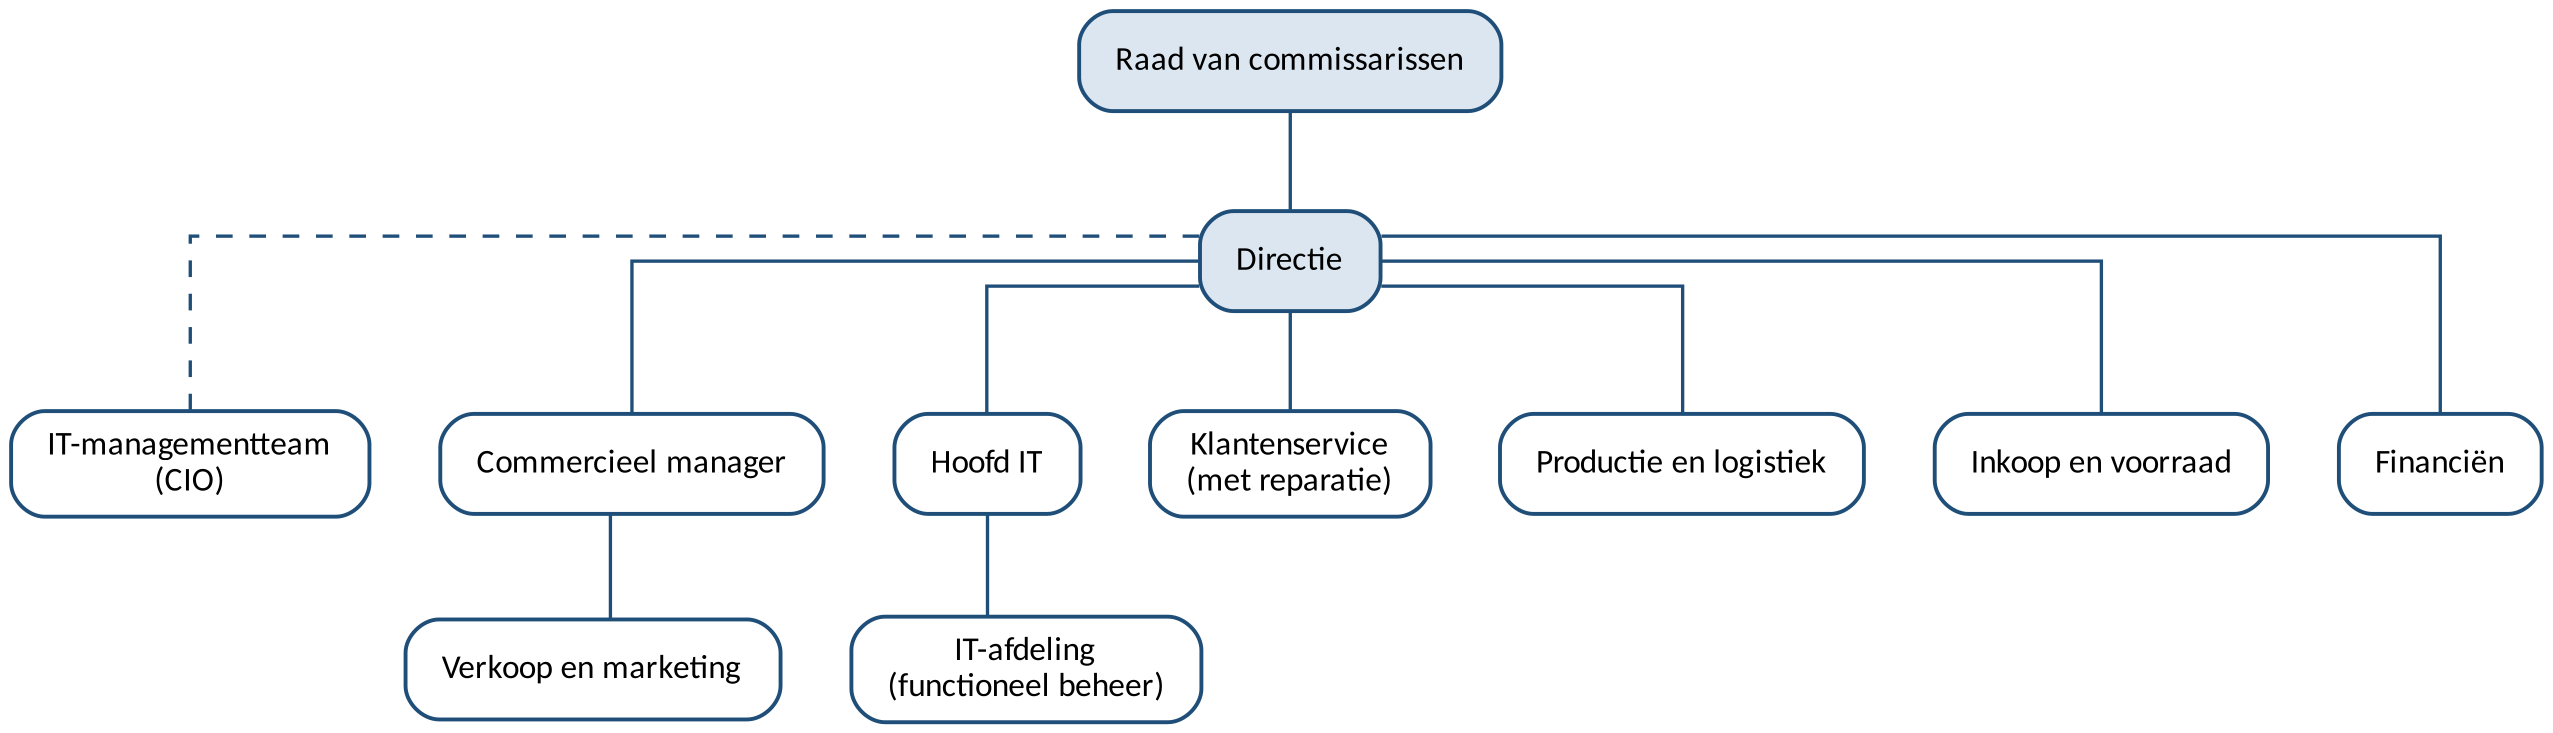 Raad van commissarissen
Directie
IT-managementteam
(CIO)
Commercieel manager
Hoofd IT
Klantenservice
(met reparatie)
Productie en logistiek
Inkoop en voorraad
Financiën
Verkoop en marketing
IT-afdeling
(functioneel beheer)